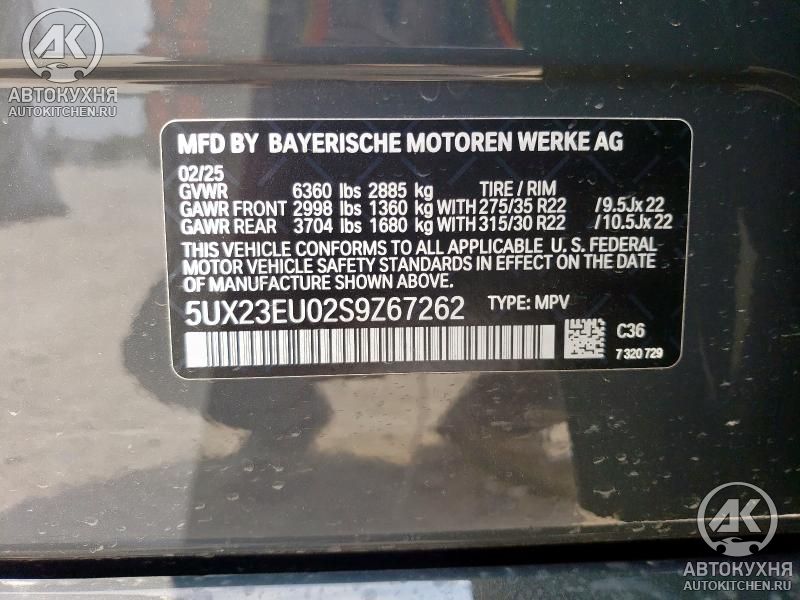 АК
АВТОКУХНЯ
AUTOKITCHEN.RU
MFD BY BAYERISCHE MOTOREN WERKE AG
02/25
GVWR 6360 lbs 2885 kg TIRE / RIM
GAWR FRONT 2998 lbs 1360 kg WITH 275/35 R22 /9.5Jx22
GAWR REAR 3704 lbs 1680 kg WITH 315/30 R22 /10.5Jx22
THIS VEHICLE CONFORMS TO ALL APPLICABLE U. S. FEDERAL
MOTOR VEHICLE SAFETY STANDARDS IN EFFECT ON THE DATE
OF MANUFACTURE SHOWN ABOVE.
5UX23EU02S9Z67262 TYPE: MPV
C36
7 320 729
АК
АВТОКУХНЯ
AUTOKITCHEN.RU